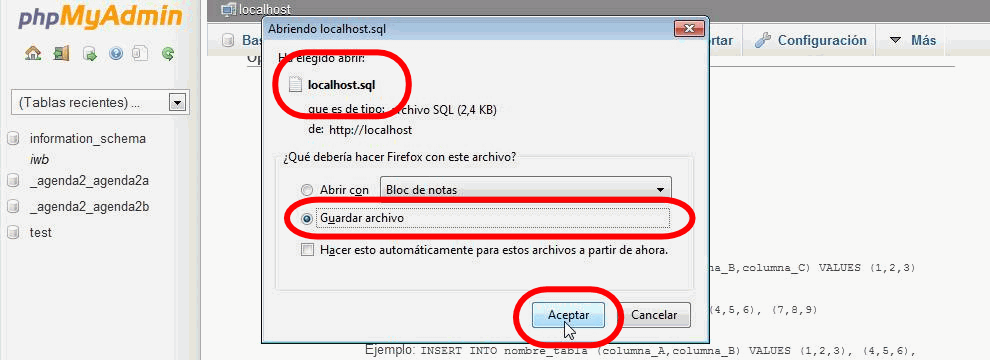 phpMyAdmin
localhost
Abriendo localhost.sql
Configuración
Más
(Tablas recientes) ...
information_schema
iwb
_agenda2_agenda2a
_agenda2_agenda2b
test
Ha elegido abrir:
localhost.sql
que es de tipo: archivo SQL (2,4 KB)
de: http://localhost
¿Qué debería hacer Firefox con este archivo?
Abrir con Bloc de notas
Guardar archivo
Hacer esto automáticamente para estos archivos a partir de ahora.
Aceptar Cancelar
columna_C) VALUES (1,2,3)
(4,5,6), (7,8,9)
Ejemplo: INSERT INTO nombre_tabla (columna_A,columna_B) VALUES (1,2,3), (4,5,6),